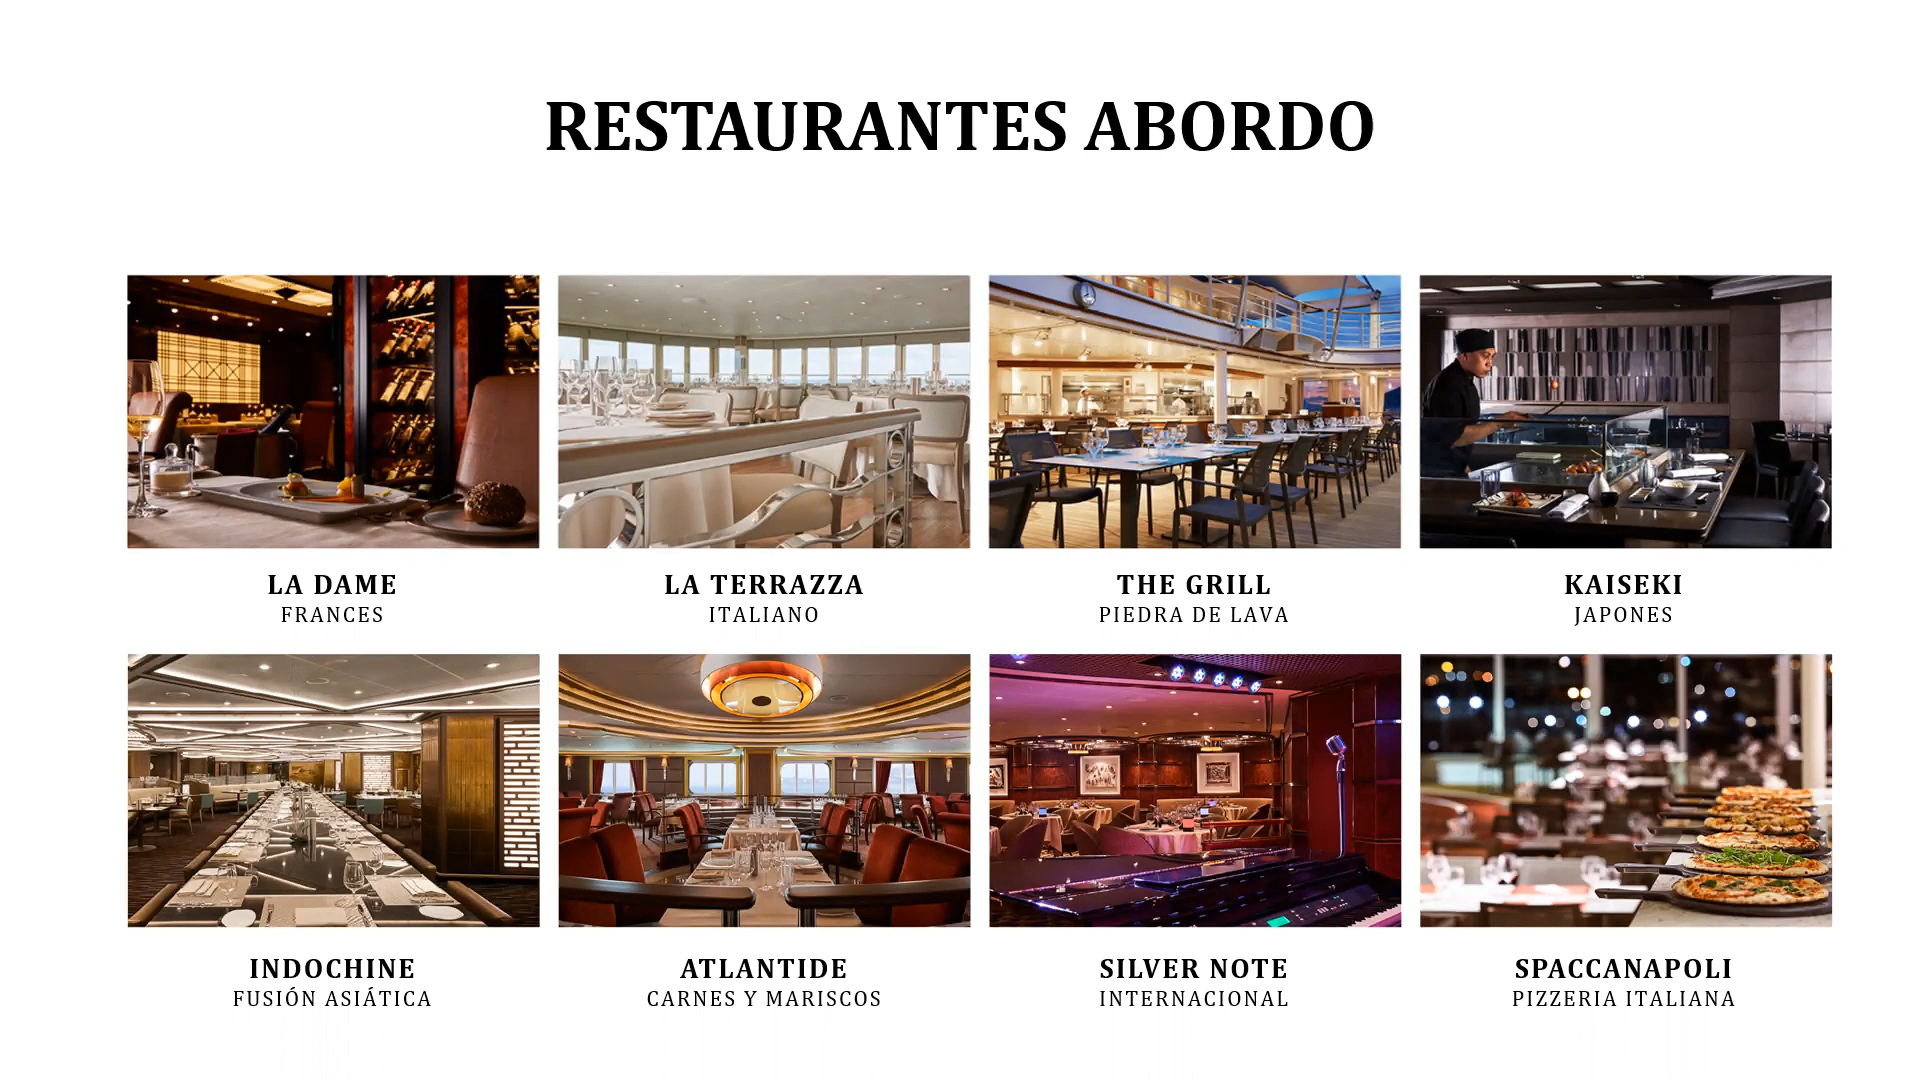 RESTAURANTES ABORDO
LA DAME
FRANCES
LA TERRAZZA
ITALIANO
THE GRILL
PIEDRA DE LAVA
KAISEKI
JAPONES
INDOCHINE
FUSIÓN ASIÁTICA
ATLANTIDE
CARNES Y MARISCOS
SILVER NOTE
INTERNACIONAL
SPACCANAPOLI
PIZZERIA ITALIANA